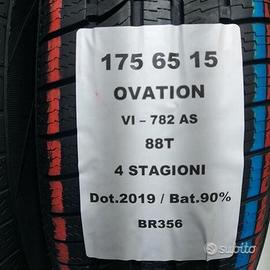 175 65 15
OVATION
VI – 782 AS
88T
4 STAGIONI
Dot.2019 / Bat.90%
BR356
subito